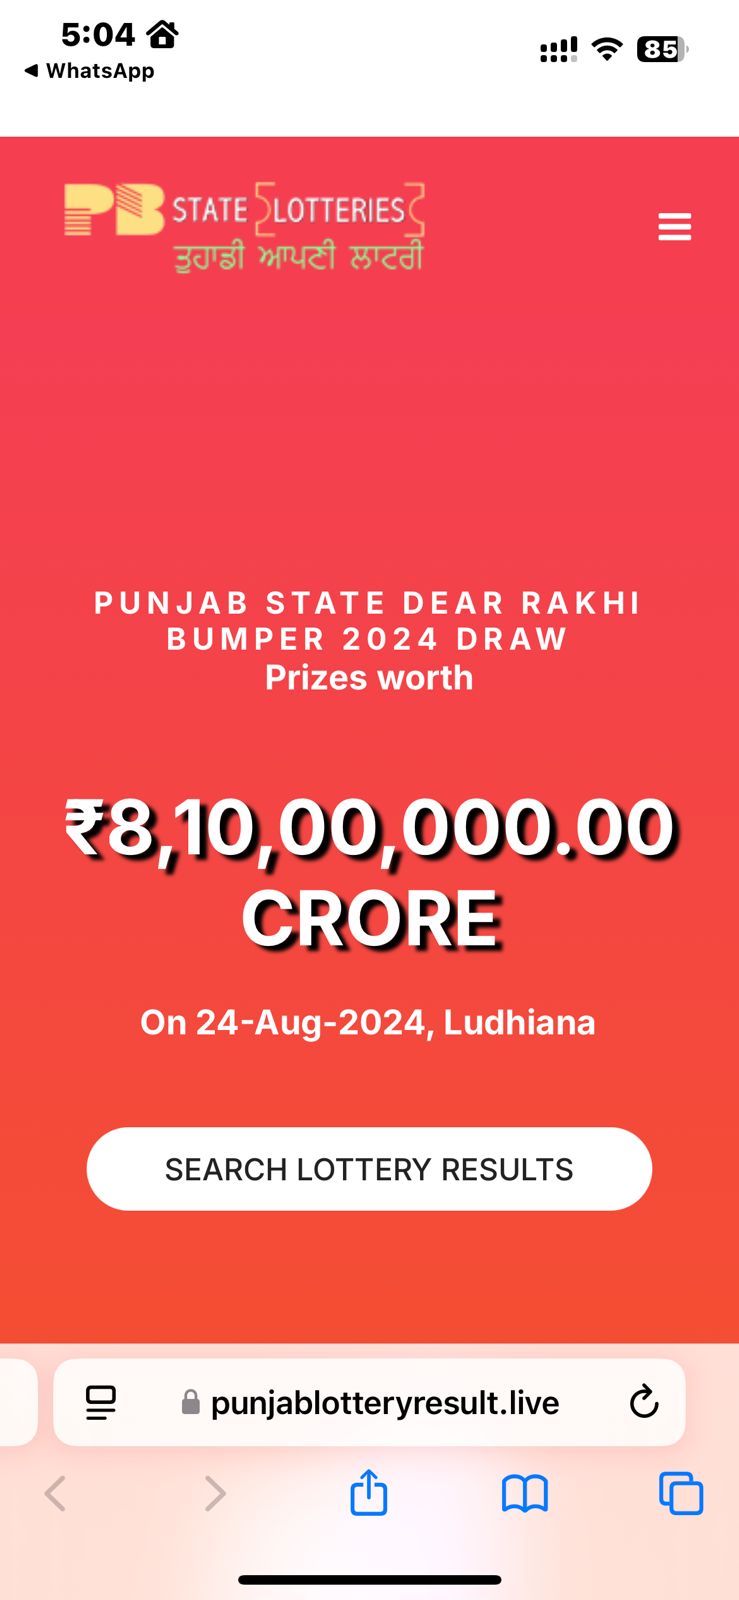 5:04
85
WhatsApp
PB STATE LOTTERIES
ਤੁਹਾਡੀ ਆਪਣੀ ਲਾਟਰੀ
PUNJAB STATE DEAR RAKHI
BUMPER 2024 DRAW
Prizes worth
₹8,10,00,000.00
CRORE
On 24-Aug-2024, Ludhiana
SEARCH LOTTERY RESULTS
punjablotteryresult.live